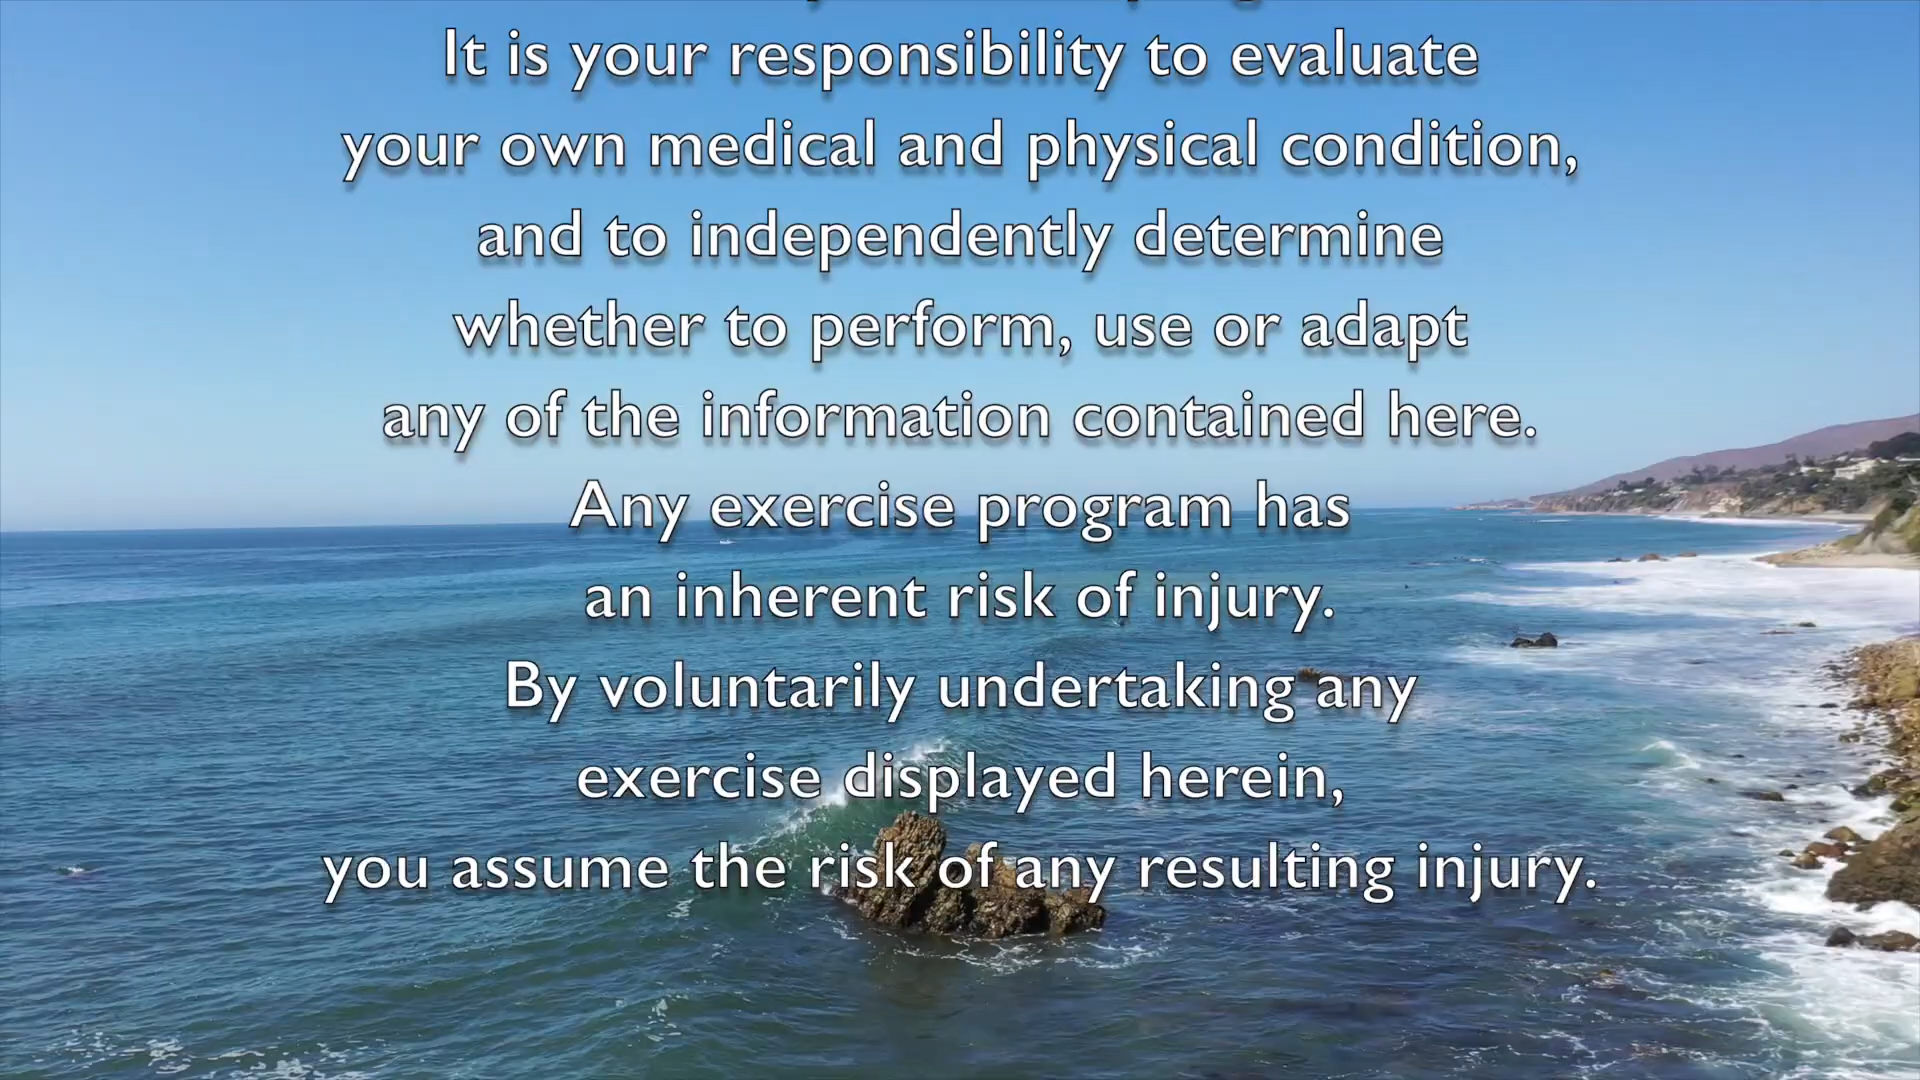 It is your responsibility to evaluate
your own medical and physical condition,
and to independently determine
whether to perform, use or adapt
any of the information contained here.
Any exercise program has
an inherent risk of injury.
By voluntarily undertaking any
exercise displayed herein,
you assume the risk of any resulting injury.